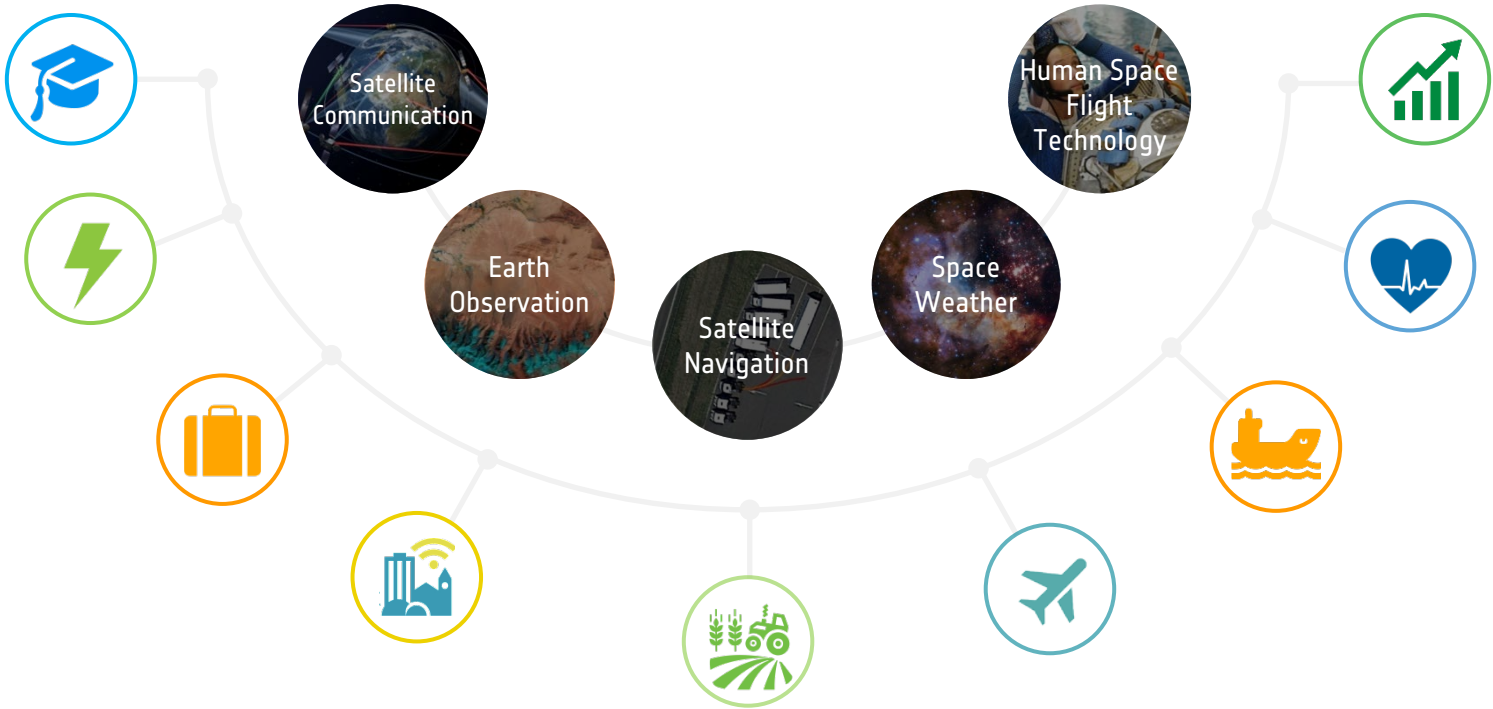 Satellite
Communication
Human Space
Flight
Technology
Earth
Observation
Space
Weather
Satellite
Navigation